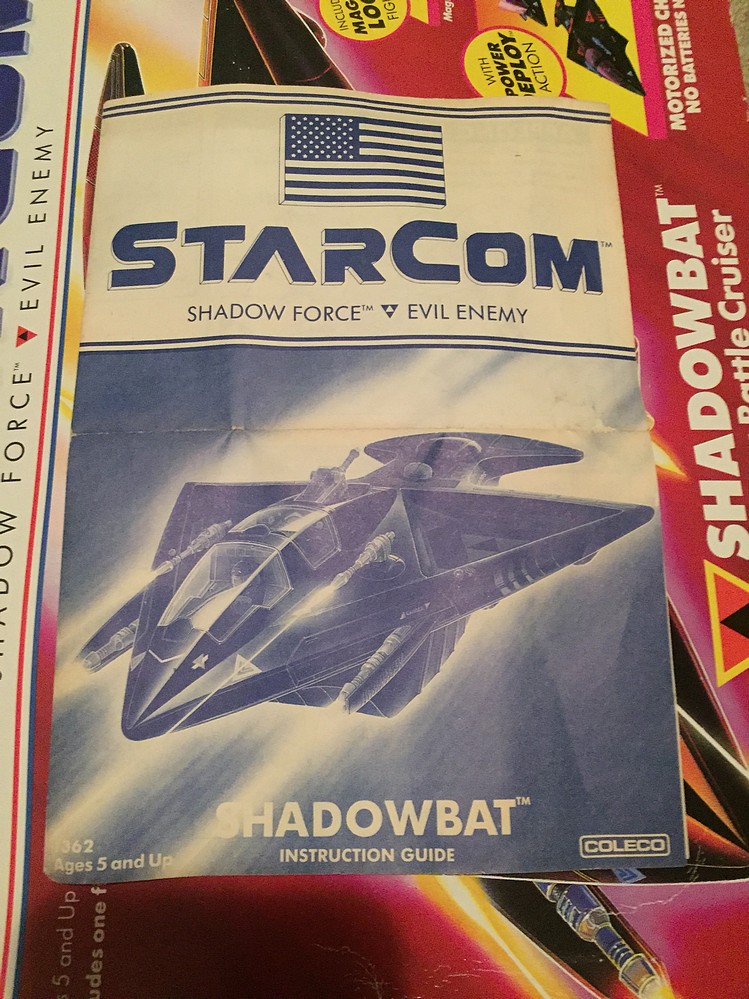 STARCOM™
SHADOW FORCE™ EVIL ENEMY
SHADOWBAT™
INSTRUCTION GUIDE
362
Ages 5 and Up
COLECO
WITH
POWER
DEPLOY™
ACTION
MOTORIZED
NO BATTERIES
SHADOWBAT™
Battle Cruiser
SHADOW FORCE™ EVIL ENEMY
5 and Up
one